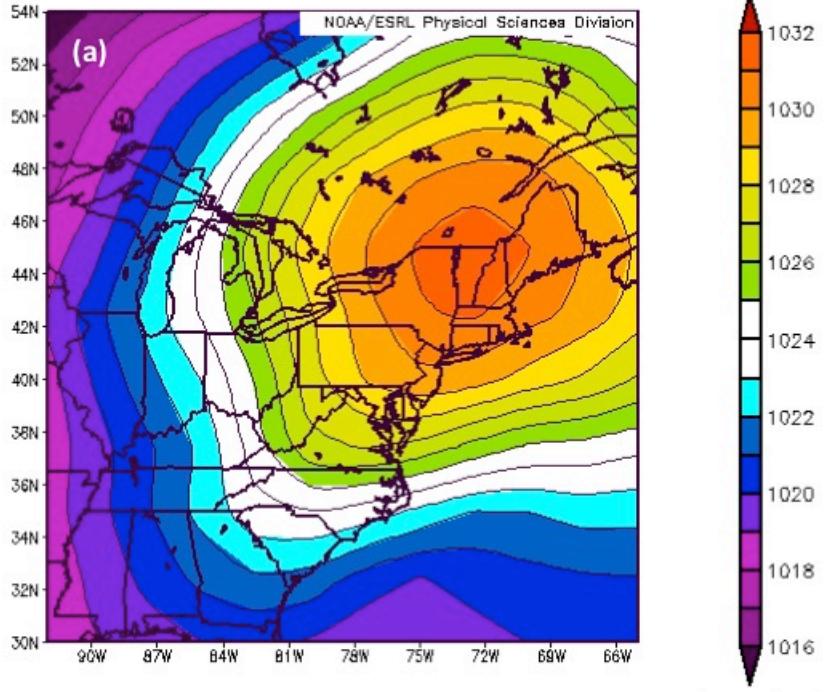 NOAA/ESRL Physical Sciences Division
(a)
54N
52N
50N
48N
46N
44N
42N
40N
38N
36N
34N
32N
30N
90W 87W 84W 81W 78W 75W 72W 69W 66W
1032
1030
1028
1026
1024
1022
1020
1018
1016